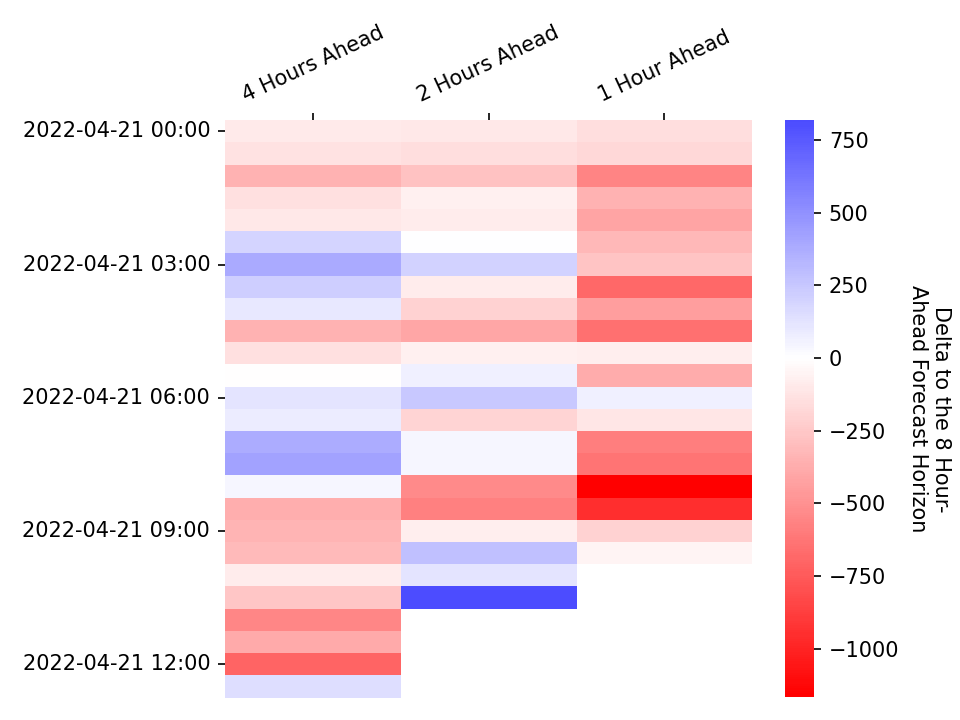 4 Hours Ahead
2 Hours Ahead
1 Hour Ahead
2022-04-21 00:00
2022-04-21 03:00
2022-04-21 06:00
2022-04-21 09:00
2022-04-21 12:00
750
500
250
0
−250
−500
−750
−1000
Delta to the 8 Hour-
Ahead Forecast Horizon